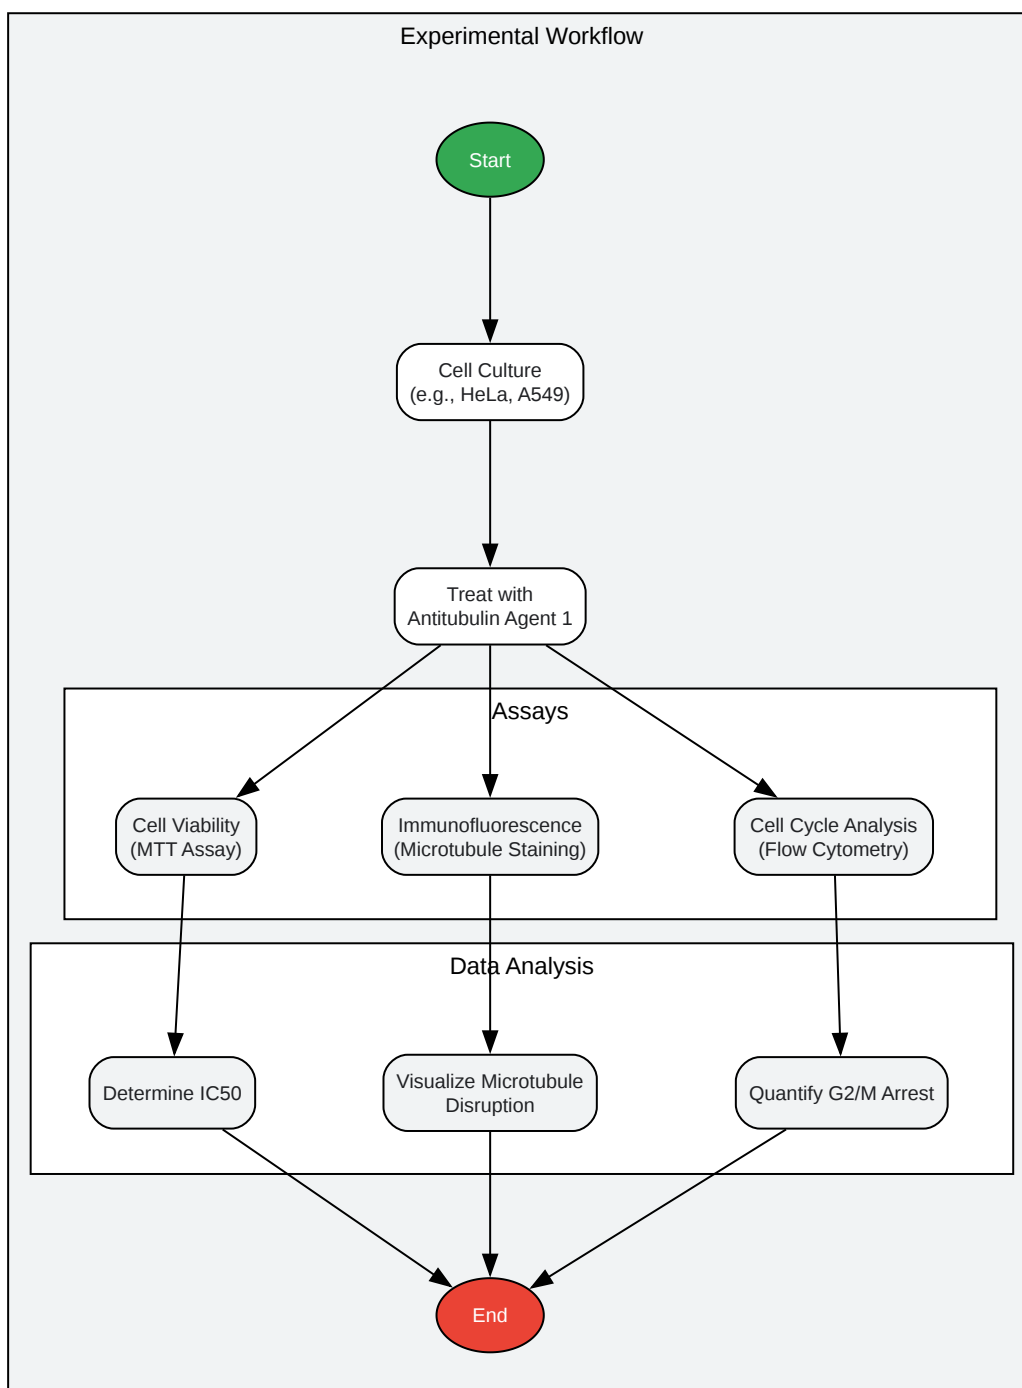 Experimental Workflow
Start
Cell Culture
(e.g., HeLa, A549)
Treat with
Antitubulin Agent 1
Assays
Cell Viability
(MTT Assay)
Immunofluorescence
(Microtubule Staining)
Cell Cycle Analysis
(Flow Cytometry)
Data Analysis
Determine IC50
Visualize Microtubule
Disruption
Quantify G2/M Arrest
End